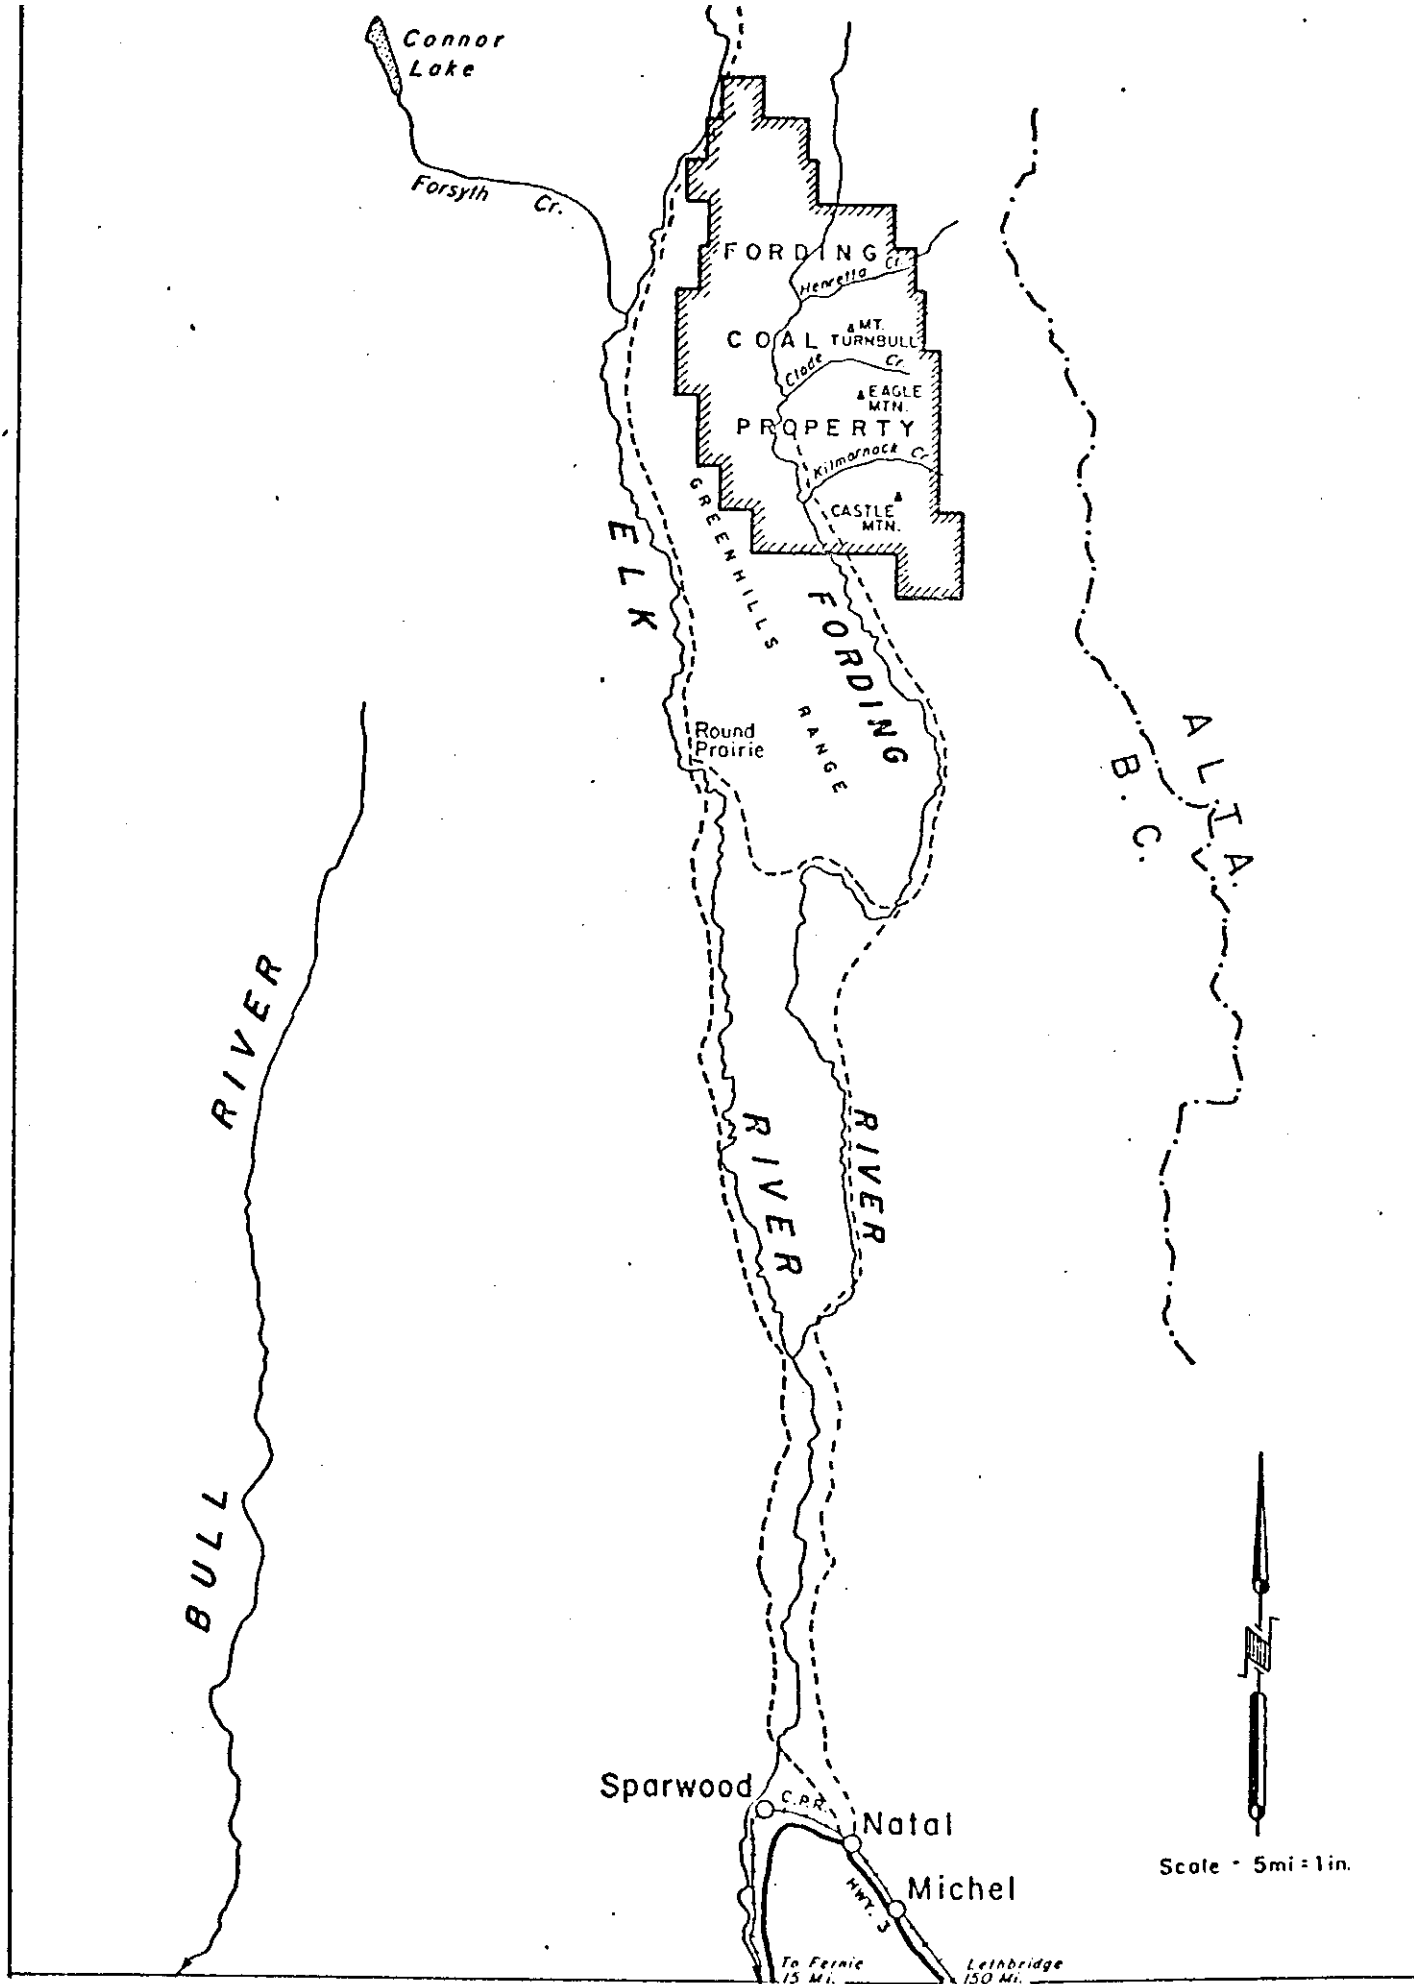 Connor
Lake
Forsyth Cr.
FORDING
Henretta Cr.
COAL
MT.
TURNBULL
Clode Cr.
EAGLE
MTN.
PROPERTY
Kilmarnock Cr
CASTLE
MTN.
GREENHILLS RANGE
ELK RIVER
FORDING RIVER
Round
Prairie
ALTA.
B.C.
BULL RIVER
Sparwood
C.P.R.
Natal
Michel
HWY. 3
Scale - 5mi = 1 in.
To Fernie
15 Mi.
Lethbridge
150 Mi.